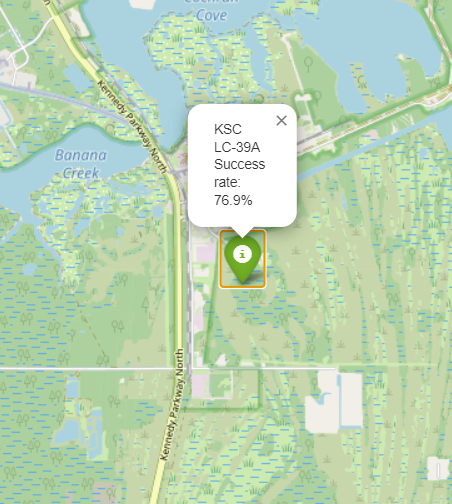 Cochran
Cove
Kennedy Parkway North
Banana
Creek
KSC
LC-39A
Success
rate:
76.9%
Kennedy Parkway North